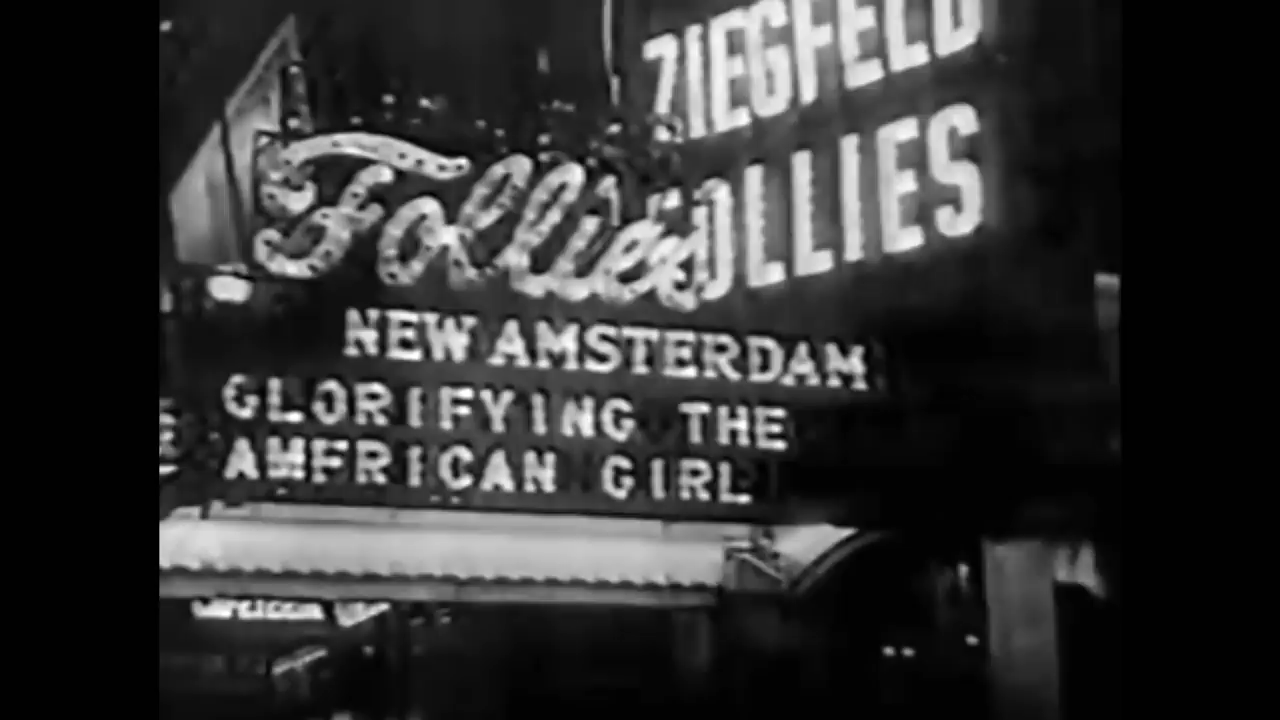 ZIEGFELD
FOLLIES
Follies
NEW AMSTERDAM
GLORIFYING THE
AMERICAN GIRL